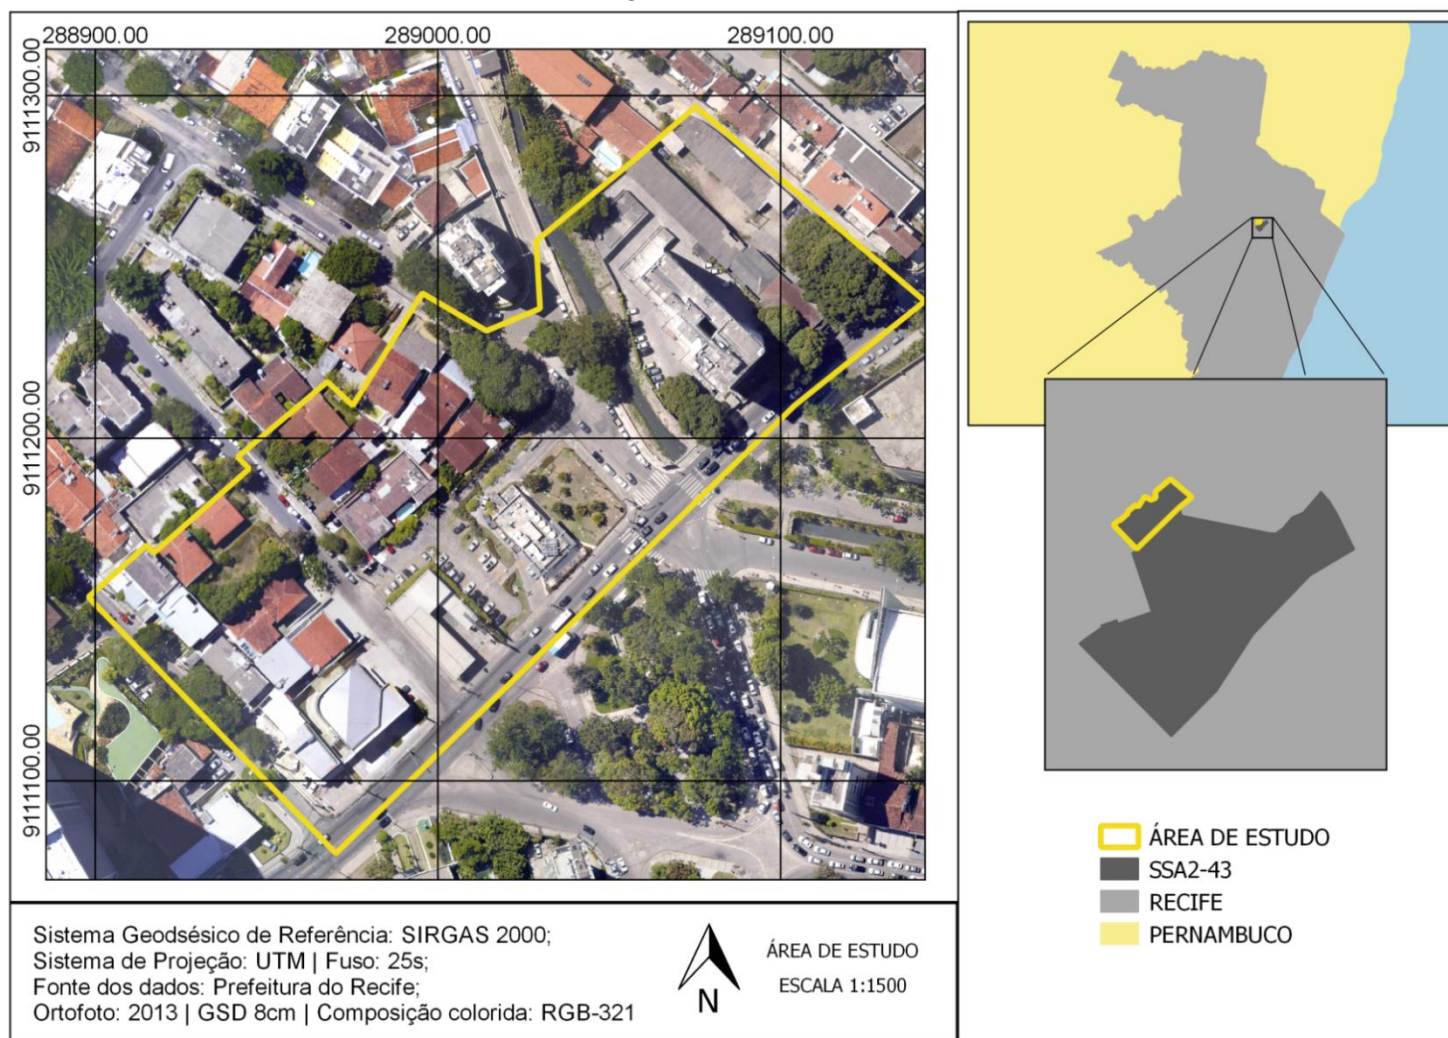 288900.00
289000.00
289100.00
9111300.00
9111200.00
9111100.00
Sistema Geodsésico de Referência: SIRGAS 2000;
Sistema de Projeção: UTM | Fuso: 25s;
Fonte dos dados: Prefeitura do Recife;
Ortofoto: 2013 | GSD 8cm | Composição colorida: RGB-321
N
ÁREA DE ESTUDO
ESCALA 1:1500
ÁREA DE ESTUDO
SSA2-43
RECIFE
PERNAMBUCO